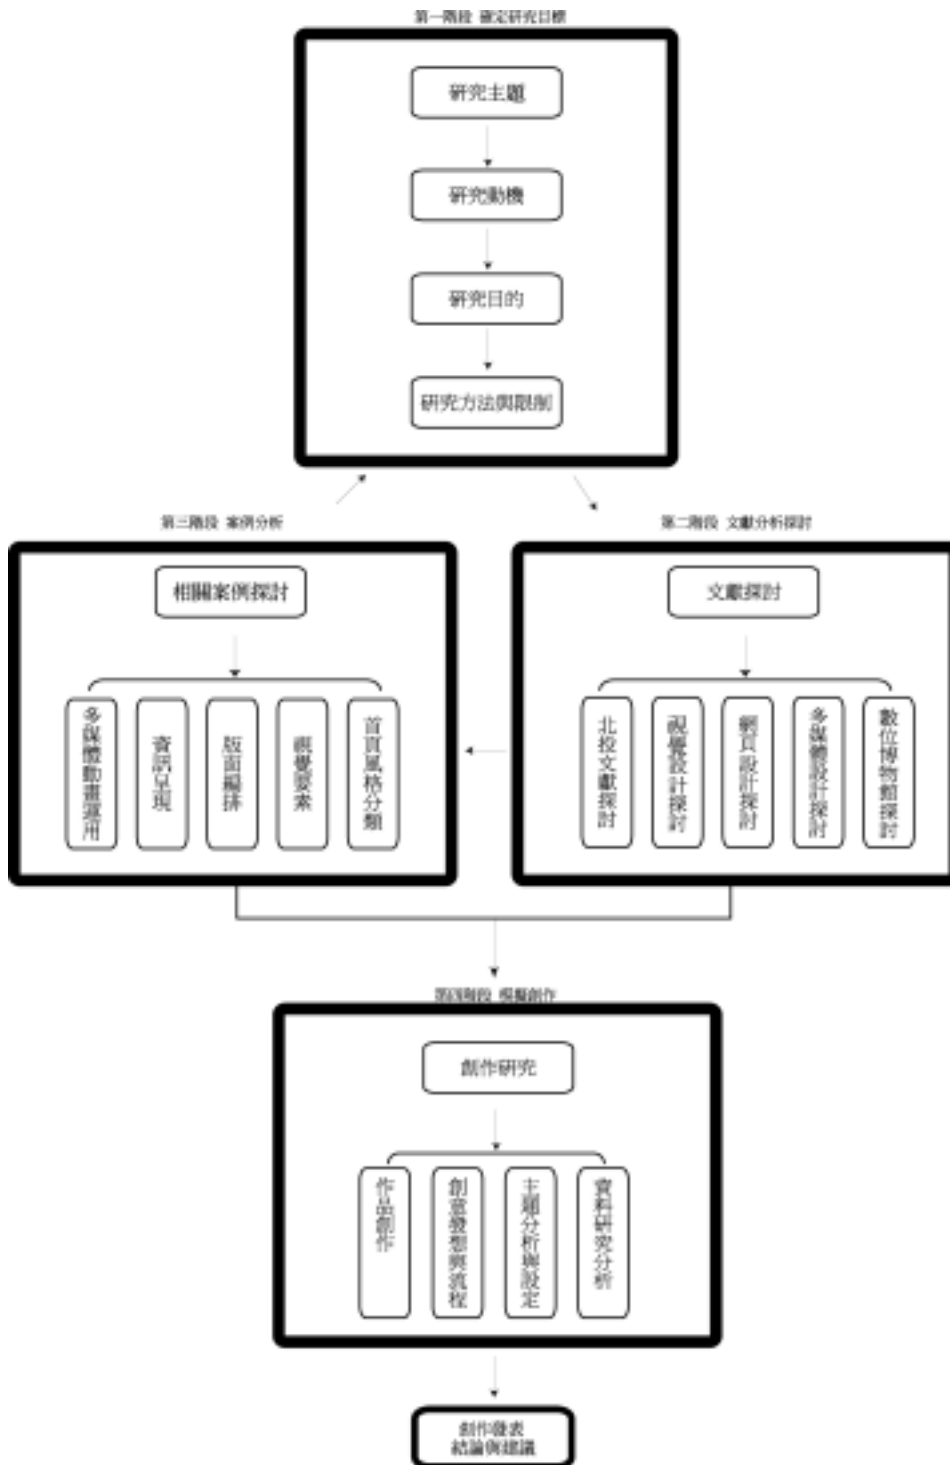 第一階段 確定研究目標
研究主題
研究動機
研究目的
研究方法與限制
第三階段 案例分析
相關案例探討
多媒體動畫運用
資訊呈現
版面編排
視覺要素
首頁風格分類
第二階段 文獻分析探討
文獻探討
北投文獻探討
視覺設計探討
網頁設計探討
多媒體設計探討
數位博物館探討
第四階段 模擬創作
創作研究
作品創作
創意發想與流程
主題分析與設定
資料研究分析
創作發表
結論與建議